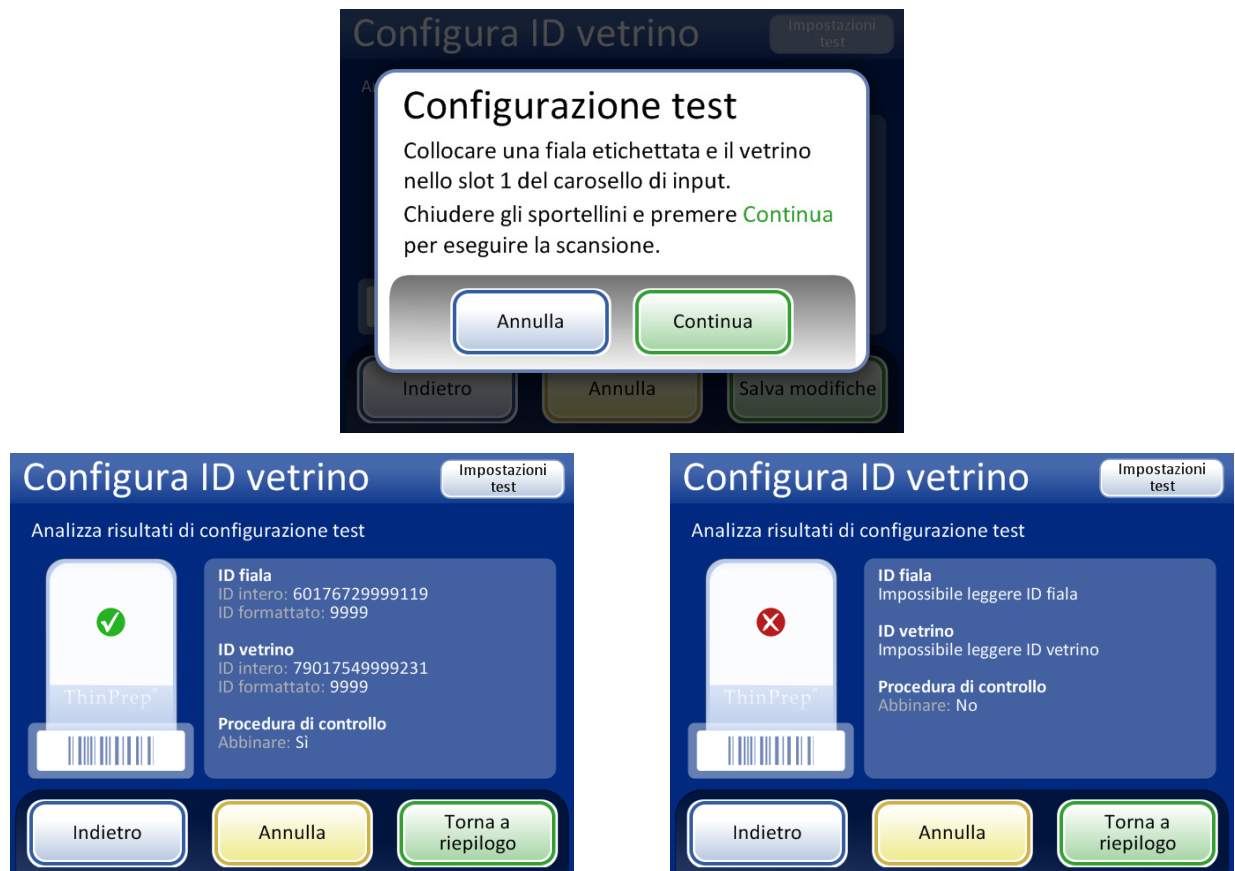 Configura ID vetrino
Impostazioni
test
Configurazione test
Collocare una fiala etichettata e il vetrino
nello slot 1 del carosello di input.
Chiudere gli sportellini e premere Continua
per eseguire la scansione.
Annulla
Continua
Indietro
Annulla
Salva modifiche
Configura ID vetrino
Impostazioni
test
Analizza risultati di configurazione test
ThinPrep™
ID fiala
ID intero: 60176729999119
ID formattato: 9999
ID vetrino
ID intero: 79017549999231
ID formattato: 9999
Procedura di controllo
Abbinare: Sì
Indietro
Annulla
Torna a
riepilogo
Configura ID vetrino
Impostazioni
test
Analizza risultati di configurazione test
ThinPrep™
ID fiala
Impossibile leggere ID fiala
ID vetrino
Impossibile leggere ID vetrino
Procedura di controllo
Abbinare: No
Indietro
Annulla
Torna a
riepilogo